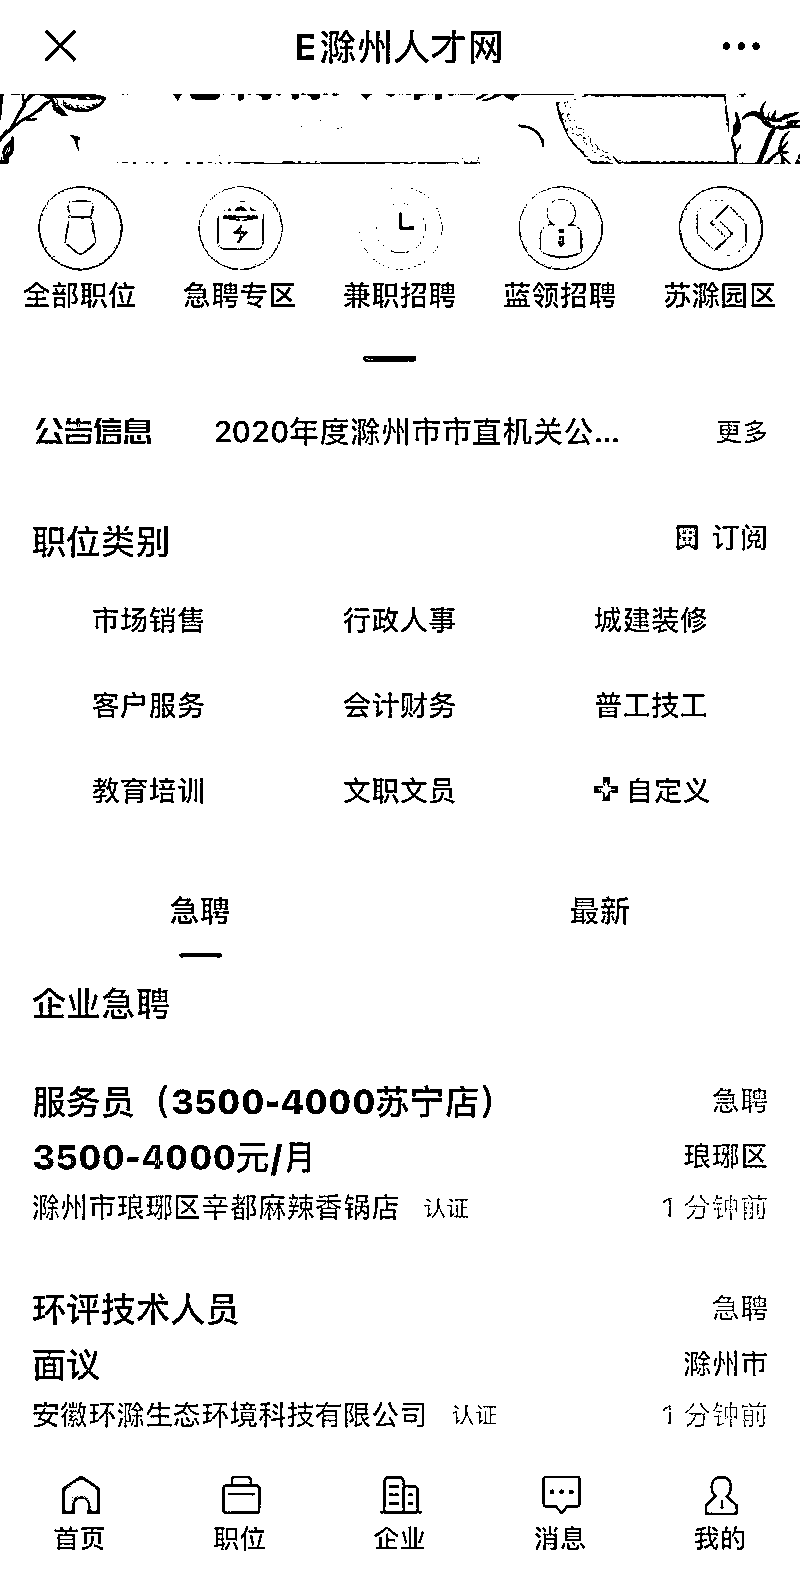 E滁州人才网
全部职位 急聘专区 兼职招聘 蓝领招聘 苏滁园区
公告信息 2020年度滁州市市直机关公... 更多
职位类别 订阅
市场销售 行政人事 城建装修
客户服务 会计财务 普工技工
教育培训 文职文员 自定义
急聘 最新
企业急聘
服务员（3500-4000苏宁店） 急聘
3500-4000元/月 琅琊区
滁州市琅琊区辛都麻辣香锅店 认证 1 分钟前
环评技术人员 急聘
面议 滁州市
安徽环滁生态环境科技有限公司 认证 1 分钟前
首页 职位 企业 消息 我的